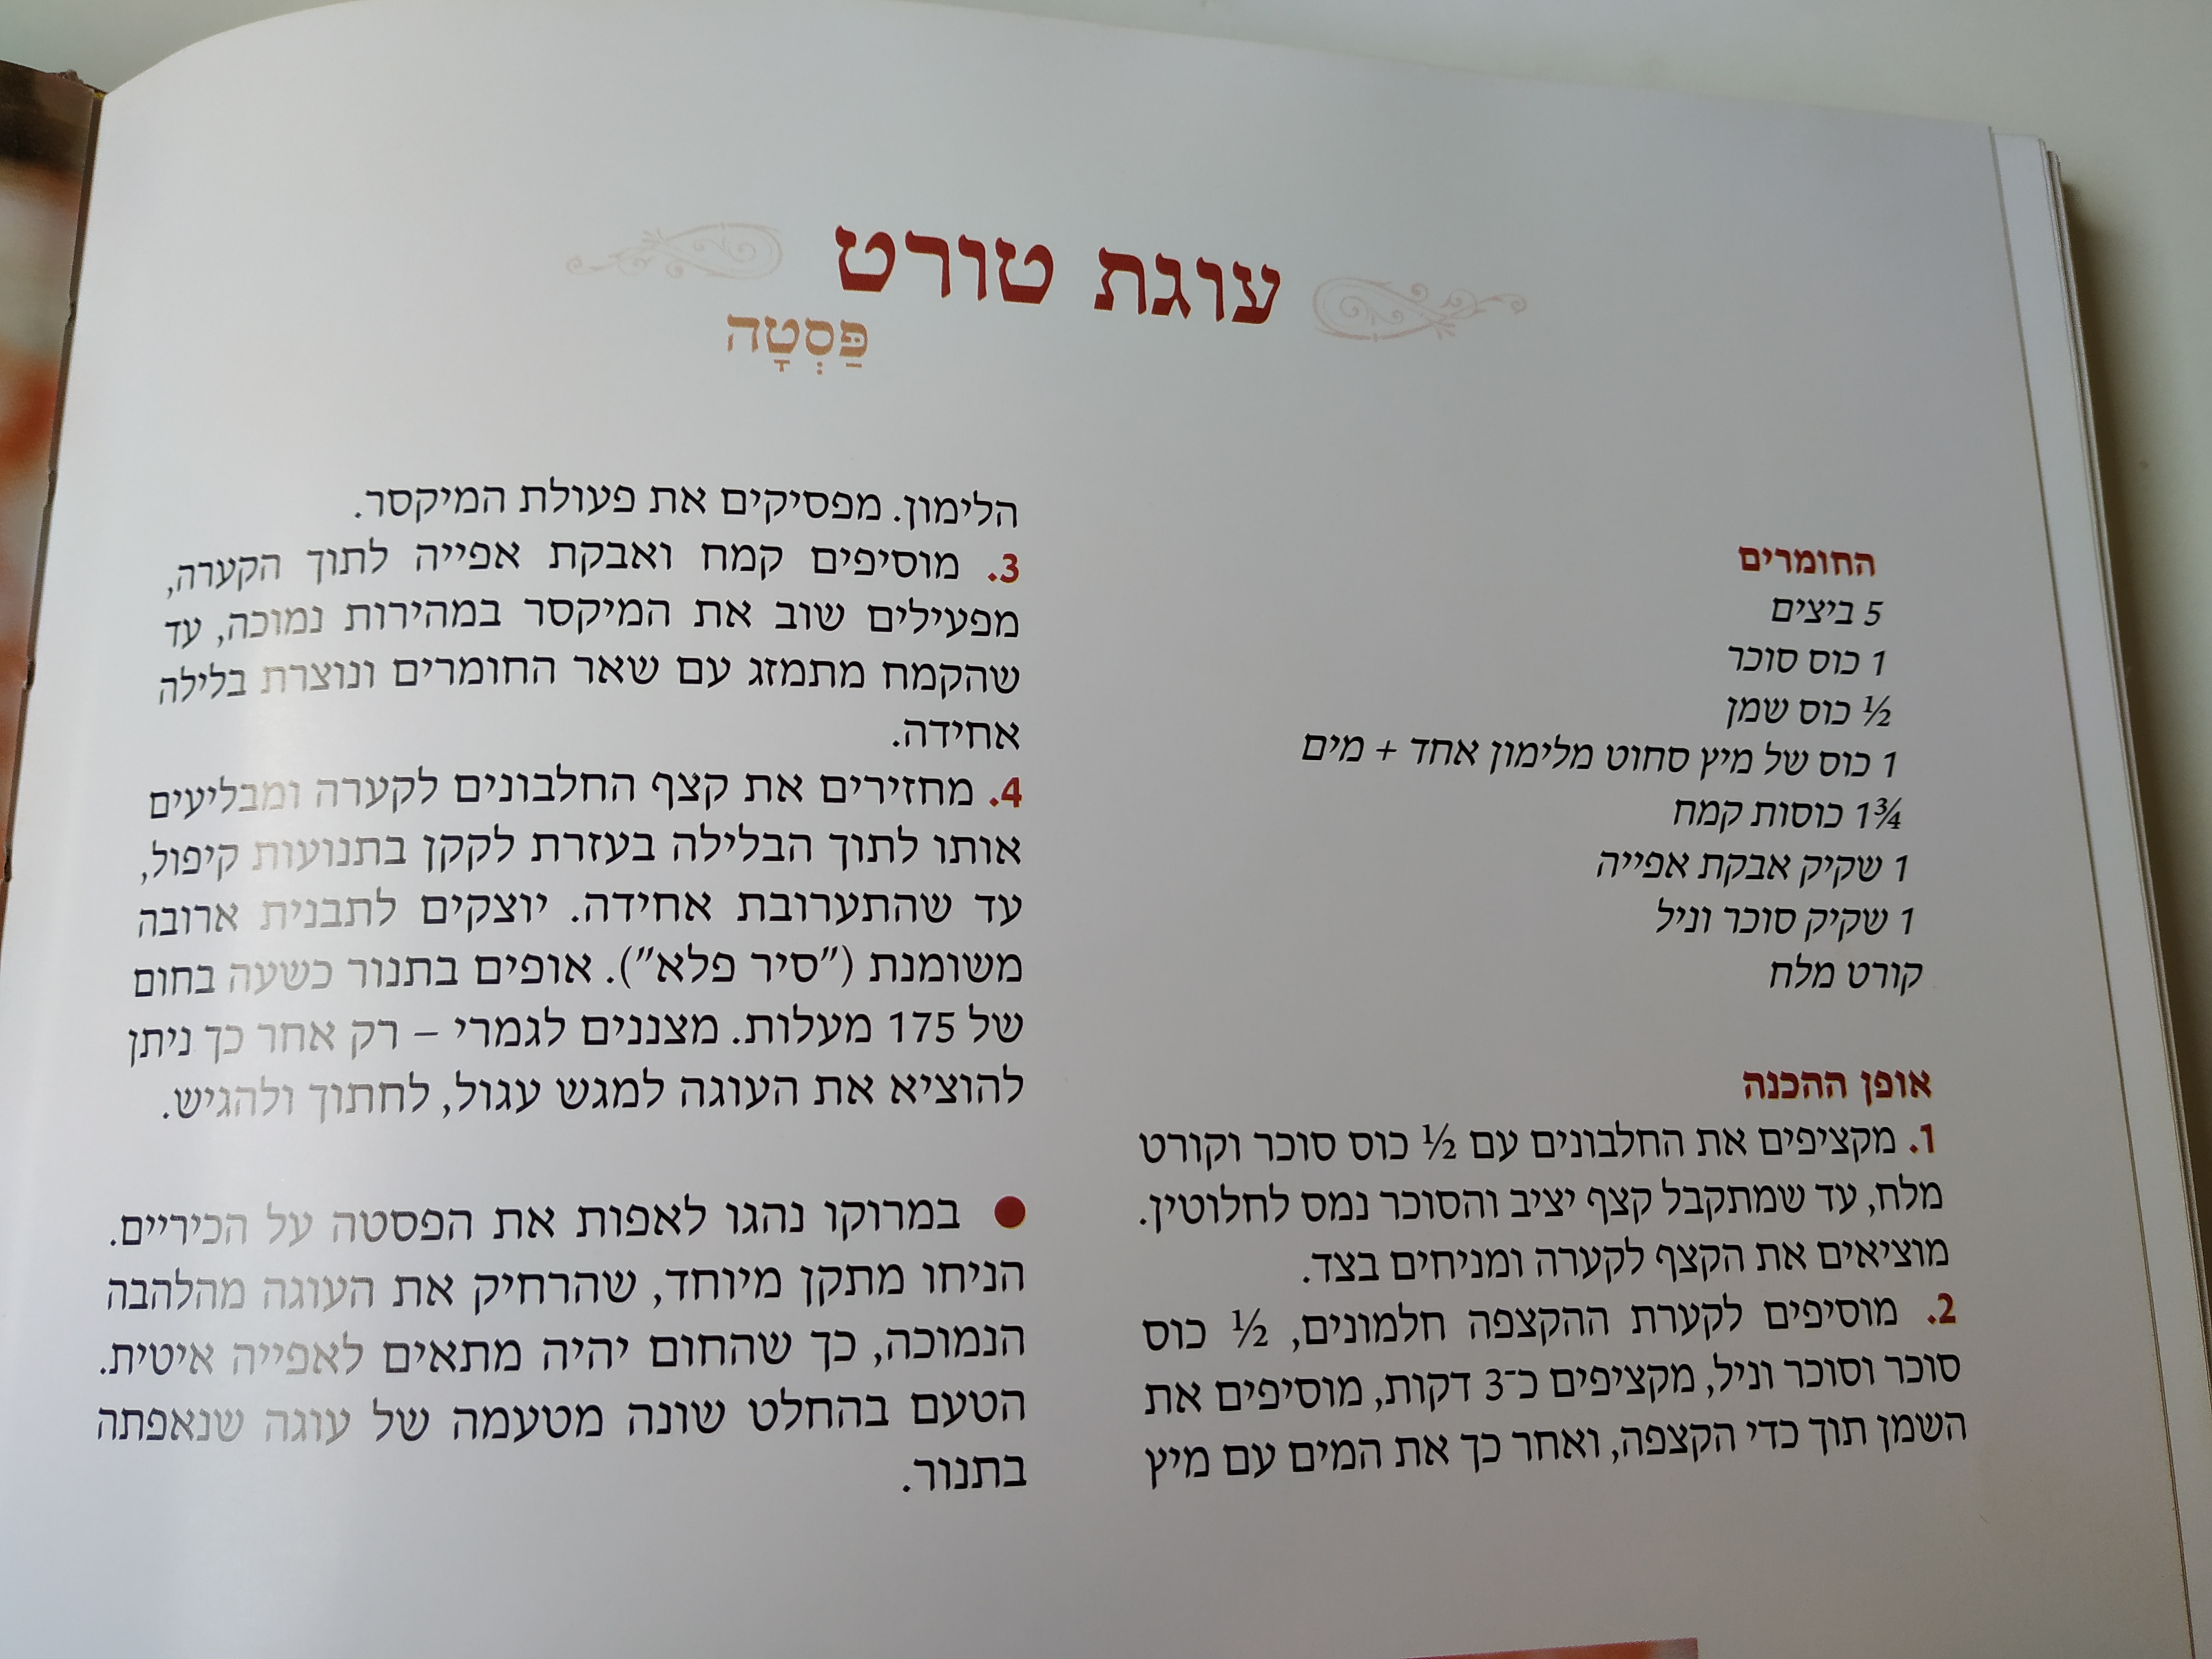 עוגת טורט
פַּסְטָה
החומרים
5 ביצים
1 כוס סוכר
½ כוס שמן
1 כוס של מיץ סחוט מלימון אחד + מים
1¾ כוסות קמח
1 שקיק אבקת אפייה
1 שקיק סוכר וניל
קורט מלח
אופן ההכנה
1. מקציפים את החלבונים עם ½ כוס סוכר וקורט
מלח, עד שמתקבל קצף יציב והסוכר נמס לחלוטין.
מוציאים את הקצף לקערה ומניחים בצד.
2. מוסיפים לקערת ההקצפה חלמונים, ½ כוס
סוכר וסוכר וניל, מקציפים כ־3 דקות, מוסיפים את
השמן תוך כדי הקצפה, ואחר כך את המים עם מיץ
הלימון. מפסיקים את פעולת המיקסר.
3. מוסיפים קמח ואבקת אפייה לתוך הקערה,
מפעילים שוב את המיקסר במהירות נמוכה, עד
שהקמח מתמזג עם שאר החומרים ונוצרת בלילה
אחידה.
4. מחזירים את קצף החלבונים לקערה ומבליעים
אותו לתוך הבלילה בעזרת לקקן בתנועות קיפול,
עד שהתערובת אחידה. יוצקים לתבנית ארובה
משומנת ("סיר פלא"). אופים בתנור כשעה בחום
של 175 מעלות. מצננים לגמרי – רק אחר כך ניתן
להוציא את העוגה למגש עגול, לחתוך ולהגיש.
● במרוקו נהגו לאפות את הפסטה על הכיריים.
הניחו מתקן מיוחד, שהרחיק את העוגה מהלהבה
הנמוכה, כך שהחום יהיה מתאים לאפייה איטית.
הטעם בהחלט שונה מטעמה של עוגה שנאפתה
בתנור.